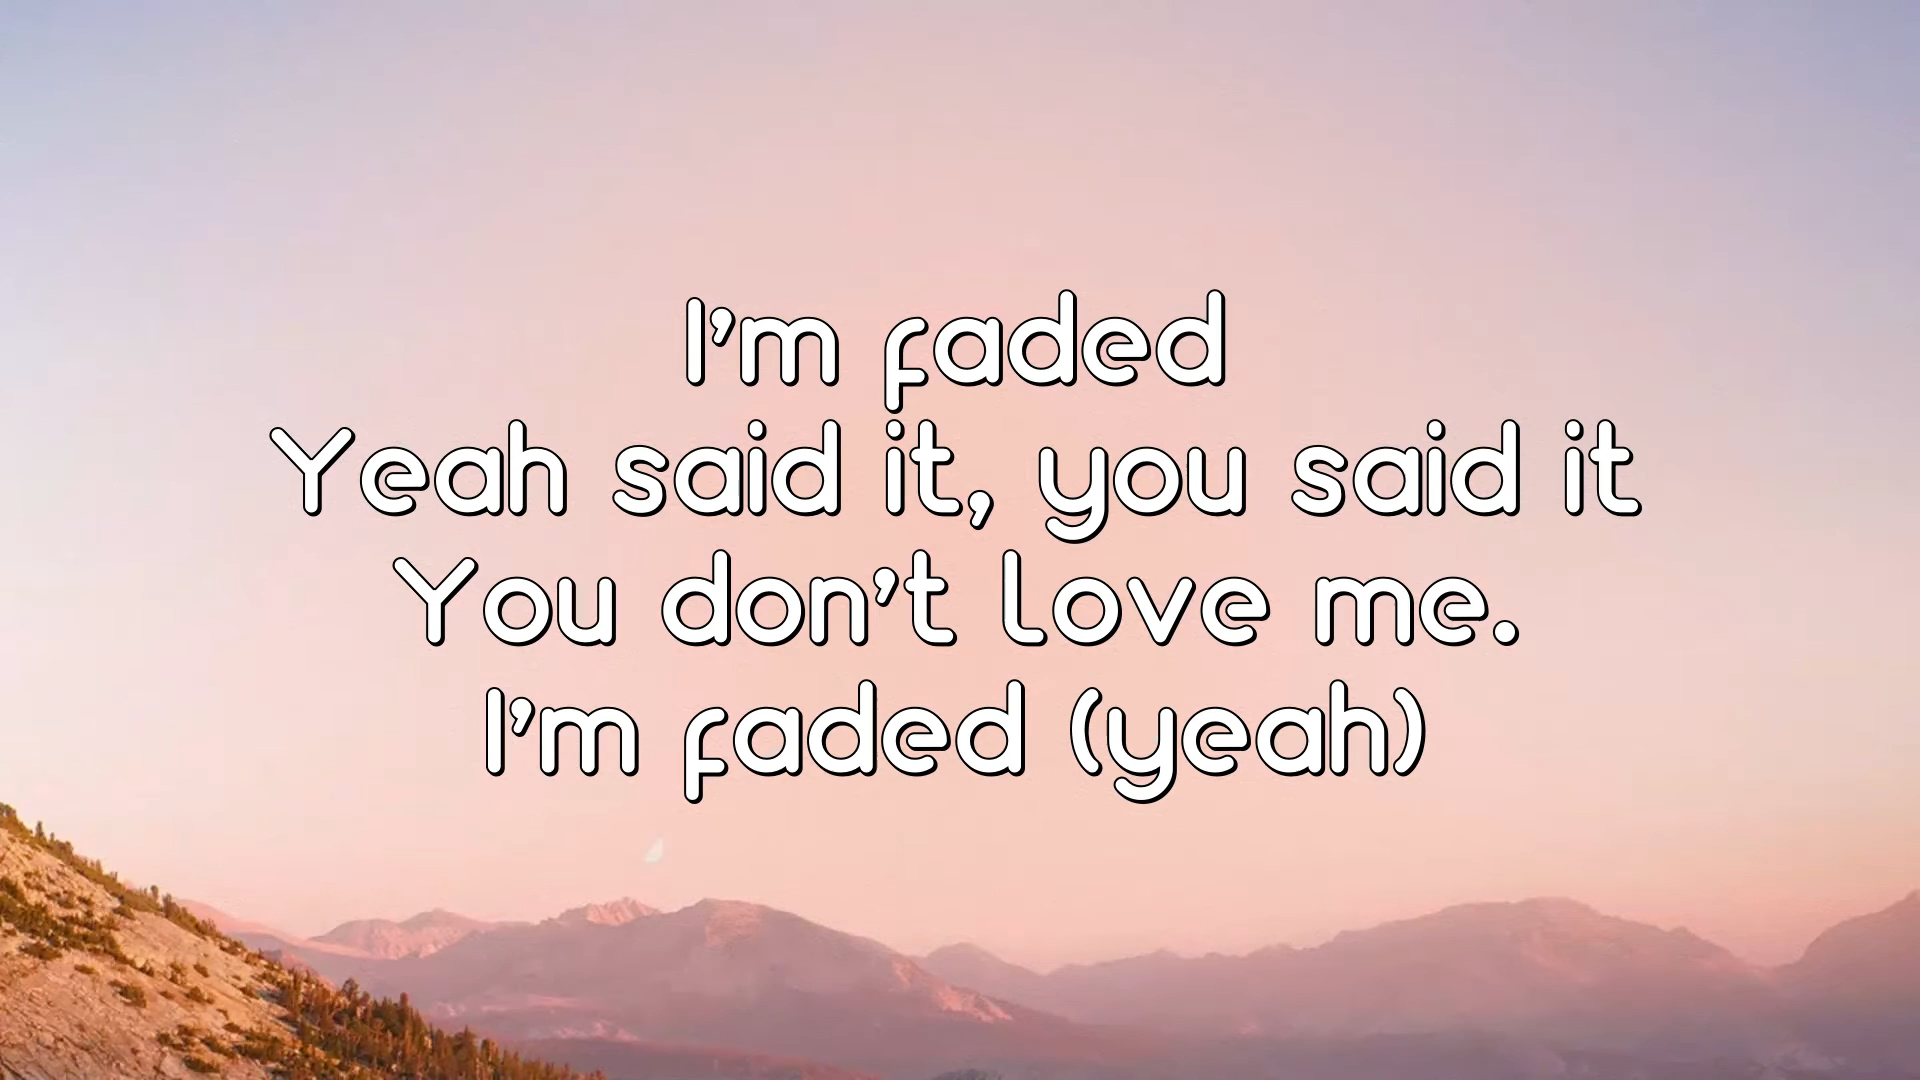 I'm faded
Yeah said it, you said it
You don't love me.
I'm faded (yeah)